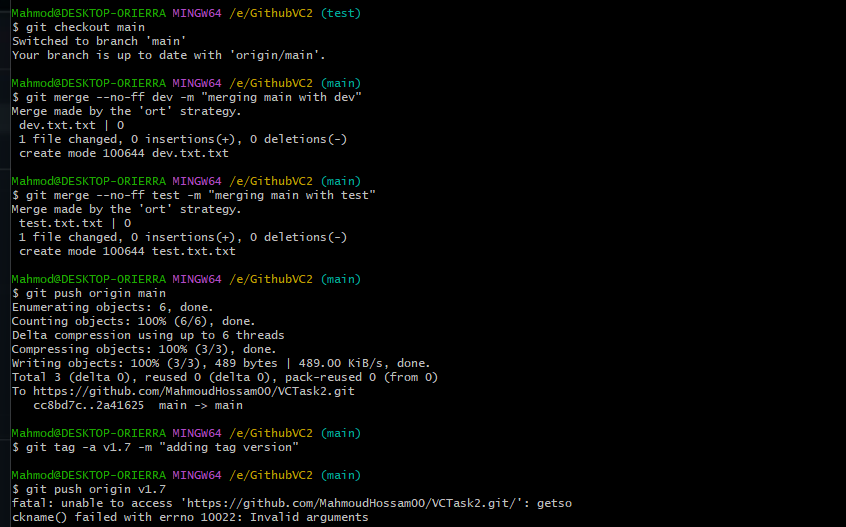 Mahmod@DESKTOP-ORIERRA MINGW64 /e/GithubVC2 (test)
$ git checkout main
Switched to branch 'main'
Your branch is up to date with 'origin/main'.
Mahmod@DESKTOP-ORIERRA MINGW64 /e/GithubVC2 (main)
$ git merge --no-ff dev -m "merging main with dev"
Merge made by the 'ort' strategy.
 dev.txt.txt | 0
 1 file changed, 0 insertions(+), 0 deletions(-)
 create mode 100644 dev.txt.txt
Mahmod@DESKTOP-ORIERRA MINGW64 /e/GithubVC2 (main)
$ git merge --no-ff test -m "merging main with test"
Merge made by the 'ort' strategy.
 test.txt.txt | 0
 1 file changed, 0 insertions(+), 0 deletions(-)
 create mode 100644 test.txt.txt
Mahmod@DESKTOP-ORIERRA MINGW64 /e/GithubVC2 (main)
$ git push origin main
Enumerating objects: 6, done.
Counting objects: 100% (6/6), done.
Delta compression using up to 6 threads
Compressing objects: 100% (3/3), done.
Writing objects: 100% (3/3), 489 bytes | 489.00 KiB/s, done.
Total 3 (delta 0), reused 0 (delta 0), pack-reused 0 (from 0)
To https://github.com/MahmoudHossam00/VCTask2.git
   cc8bd7c..2a41625  main -> main
Mahmod@DESKTOP-ORIERRA MINGW64 /e/GithubVC2 (main)
$ git tag -a v1.7 -m "adding tag version"
Mahmod@DESKTOP-ORIERRA MINGW64 /e/GithubVC2 (main)
$ git push origin v1.7
fatal: unable to access 'https://github.com/MahmoudHossam00/VCTask2.git/': getso
ckname() failed with errno 10022: Invalid arguments